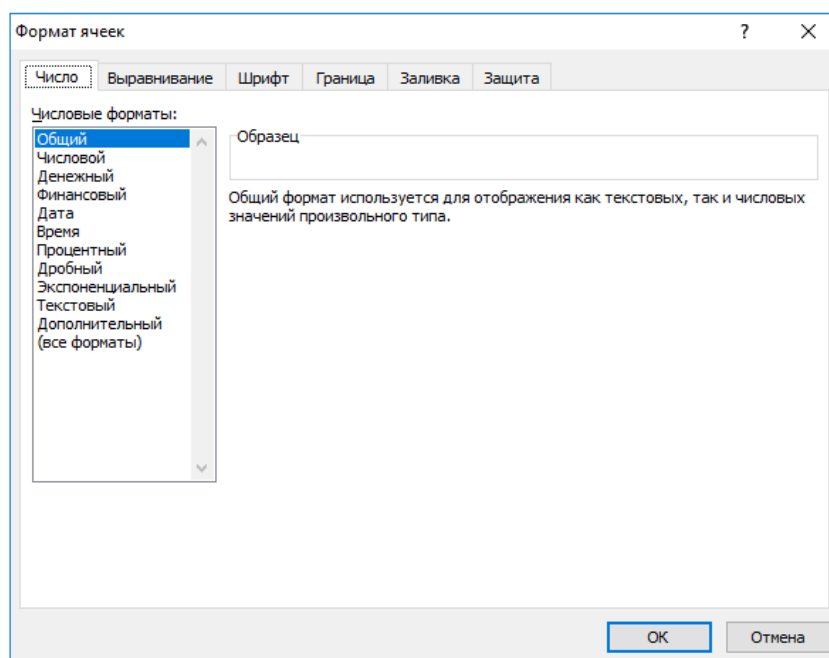 Формат ячеек
Число Выравнивание Шрифт Граница Заливка Защита
Числовые форматы:
Общий
Числовой
Денежный
Финансовый
Дата
Время
Процентный
Дробный
Экспоненциальный
Текстовый
Дополнительный
(все форматы)
Образец
Общий формат используется для отображения как текстовых, так и числовых
значений произвольного типа.
ОК Отмена